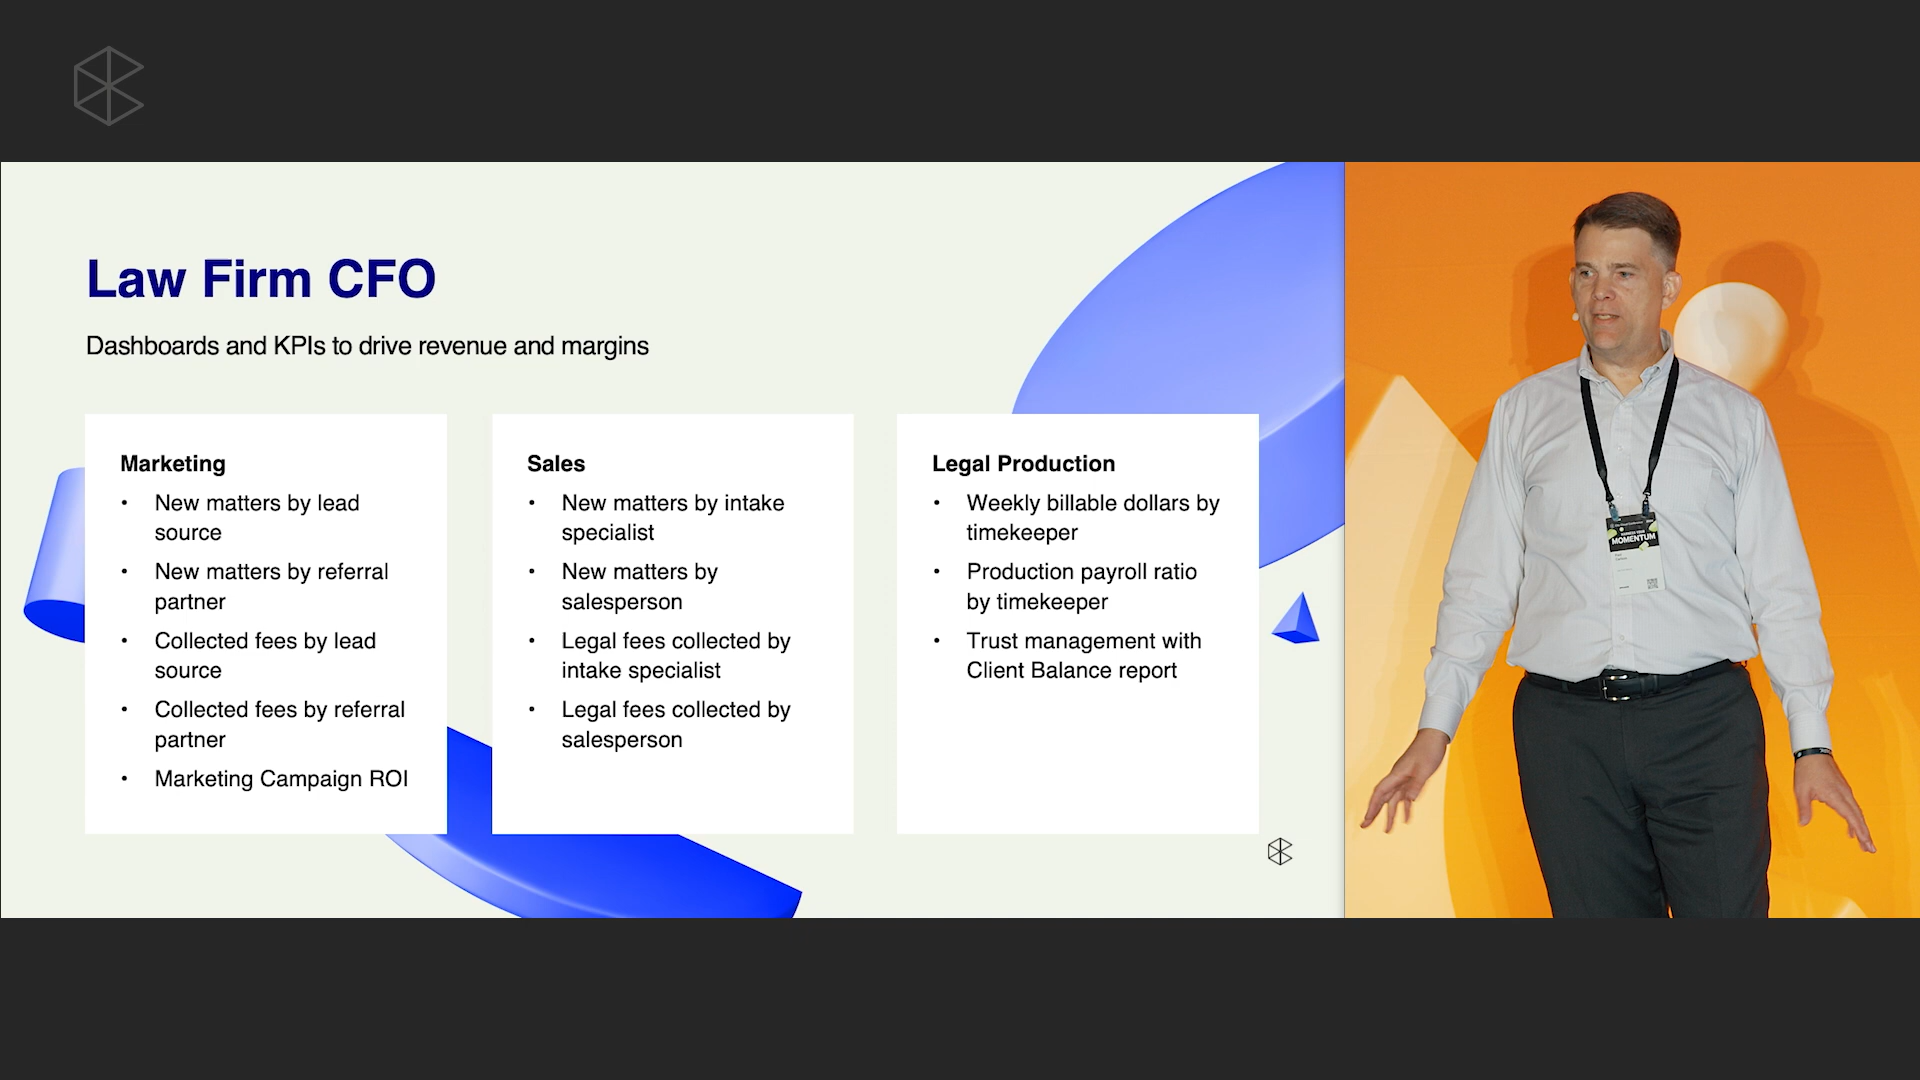 Law Firm CFO
Dashboards and KPIs to drive revenue and margins
Marketing
• New matters by lead
source
• New matters by referral
partner
• Collected fees by lead
source
• Collected fees by referral
partner
• Marketing Campaign ROI
Sales
• New matters by intake
specialist
• New matters by
salesperson
• Legal fees collected by
intake specialist
• Legal fees collected by
salesperson
Legal Production
• Weekly billable dollars by
timekeeper
• Production payroll ratio
by timekeeper
• Trust management with
Client Balance report
MOMENTUM